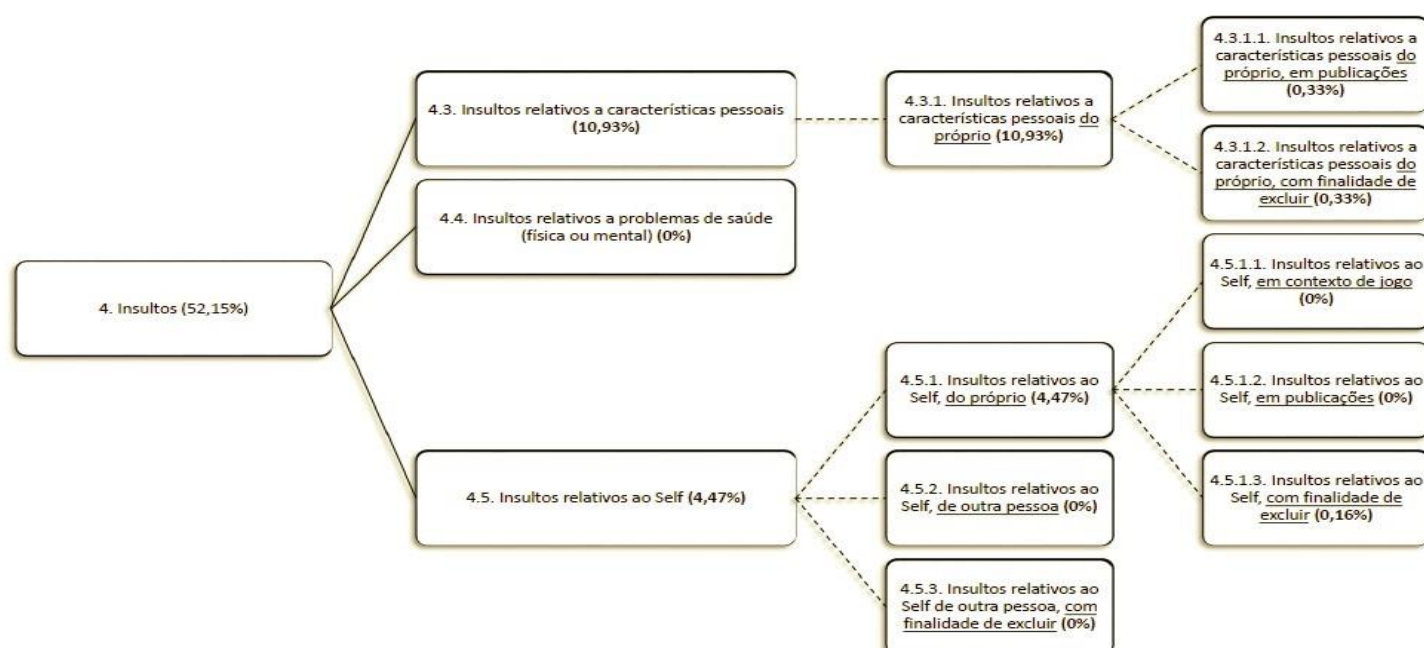 4. Insultos (52,15%)
4.3. Insultos relativos a características pessoais
(10,93%)
4.3.1. Insultos relativos a
características pessoais do
próprio (10,93%)
4.3.1.1. Insultos relativos a
características pessoais do
próprio, em publicações
(0,33%)
4.3.1.2. Insultos relativos a
características pessoais do
próprio, com finalidade de
excluir (0,33%)
4.4. Insultos relativos a problemas de saúde
(física ou mental) (0%)
4.5. Insultos relativos ao Self (4,47%)
4.5.1. Insultos relativos ao
Self, do próprio (4,47%)
4.5.1.1. Insultos relativos ao
Self, em contexto de jogo
(0%)
4.5.1.2. Insultos relativos ao
Self, em publicações (0%)
4.5.1.3. Insultos relativos ao
Self, com finalidade de
excluir (0,16%)
4.5.2. Insultos relativos ao
Self, de outra pessoa (0%)
4.5.3. Insultos relativos ao
Self de outra pessoa, com
finalidade de excluir (0%)